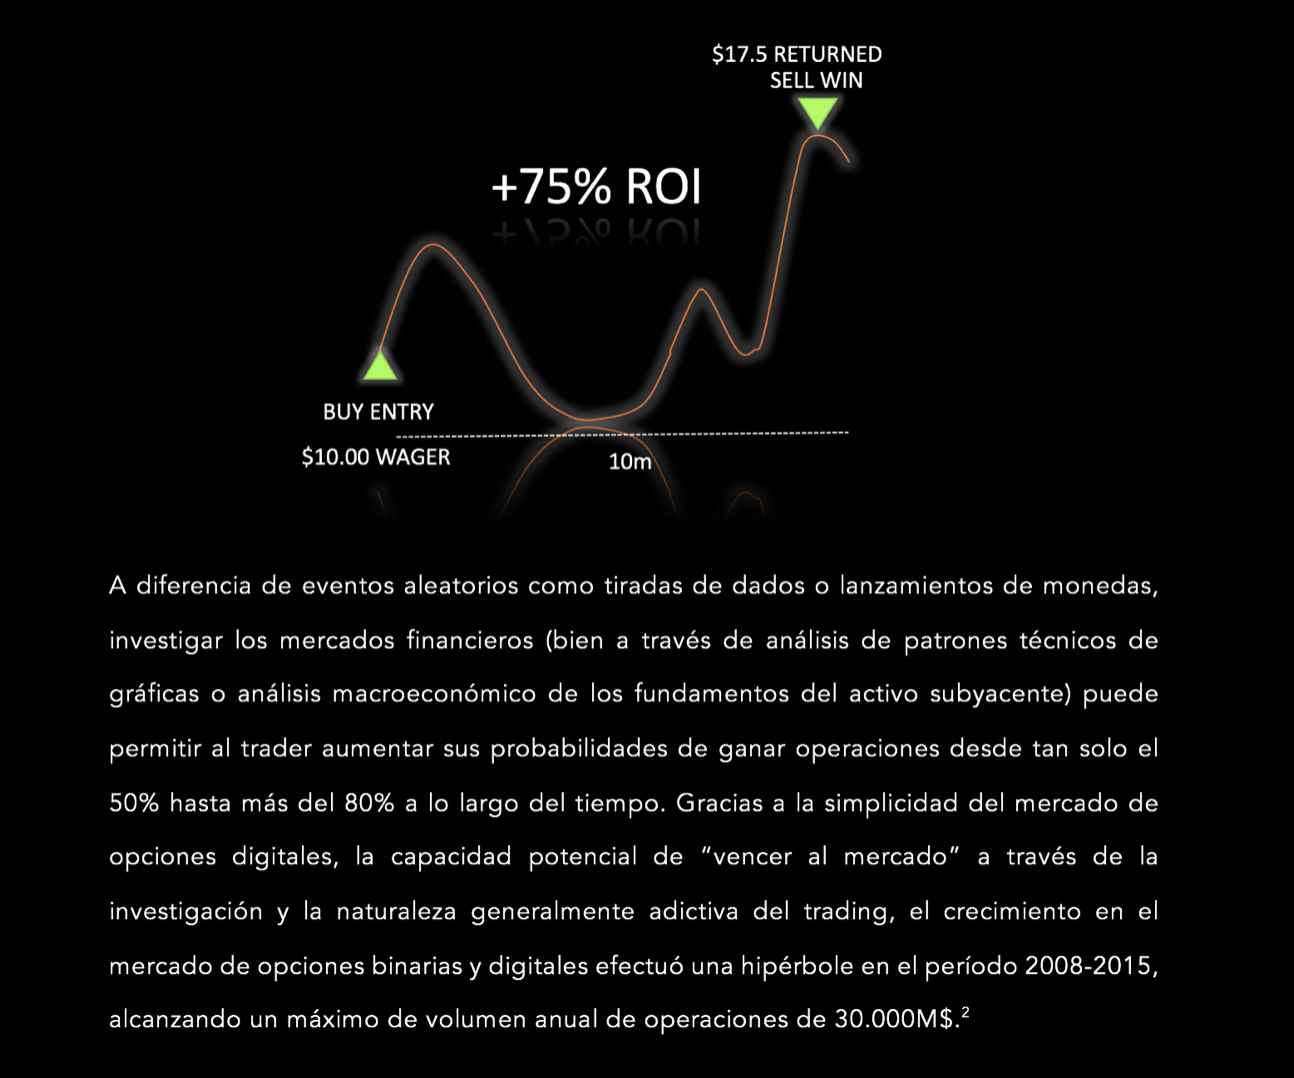 $17.5 RETURNED
SELL WIN
+75% ROI
BUY ENTRY
$10.00 WAGER
10m
A diferencia de eventos aleatorios como tiradas de dados o lanzamientos de monedas,
investigar los mercados financieros (bien a través de análisis de patrones técnicos de
gráficas o análisis macroeconómico de los fundamentos del activo subyacente) puede
permitir al trader aumentar sus probabilidades de ganar operaciones desde tan solo el
50% hasta más del 80% a lo largo del tiempo. Gracias a la simplicidad del mercado de
opciones digitales, la capacidad potencial de “vencer al mercado” a través de la
investigación y la naturaleza generalmente adictiva del trading, el crecimiento en el
mercado de opciones binarias y digitales efectuó una hipérbole en el período 2008-2015,
alcanzando un máximo de volumen anual de operaciones de 30.000M$.²